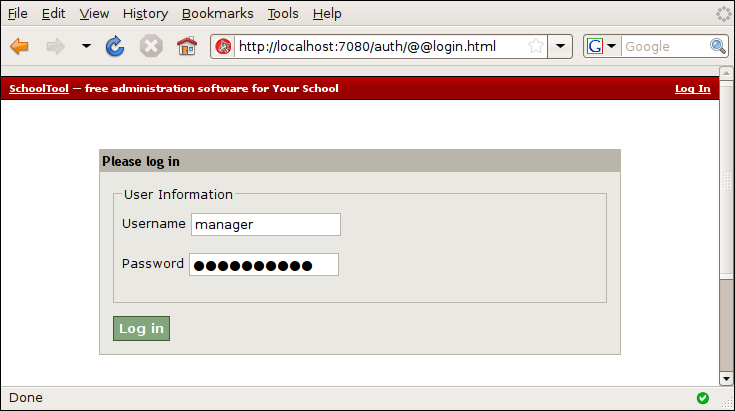 File Edit View History Bookmarks Tools Help
http://localhost:7080/auth/@@login.html G Google
SchoolTool — free administration software for Your School Log In
Please log in
User Information
Username manager
Password ●●●●●●●●●●
Log in
Done